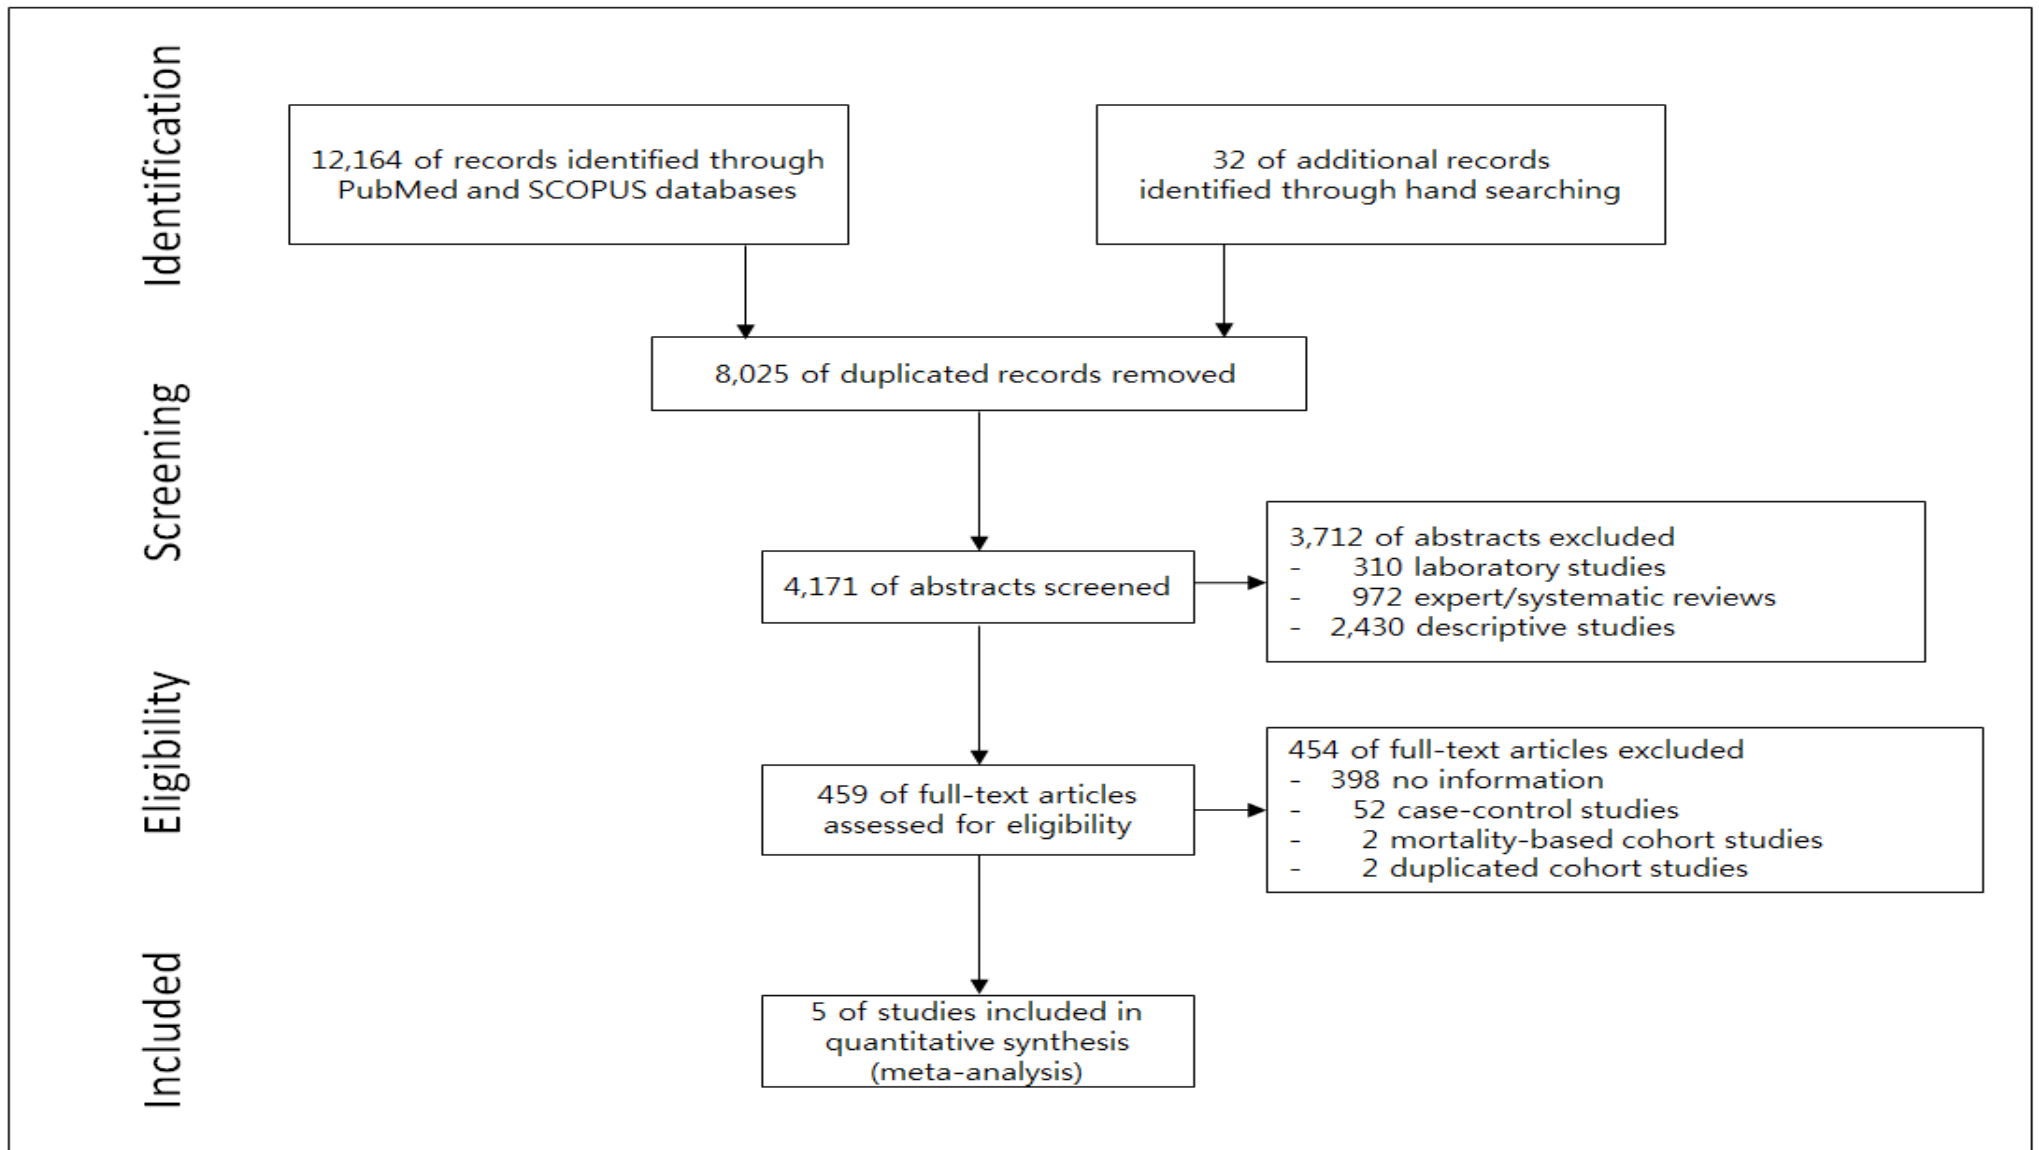 Identification
12,164 of records identified through
PubMed and SCOPUS databases
32 of additional records
identified through hand searching
8,025 of duplicated records removed
Screening
4,171 of abstracts screened
3,712 of abstracts excluded
- 310 laboratory studies
- 972 expert/systematic reviews
- 2,430 descriptive studies
Eligibility
459 of full-text articles
assessed for eligibility
454 of full-text articles excluded
- 398 no information
- 52 case-control studies
- 2 mortality-based cohort studies
- 2 duplicated cohort studies
Included
5 of studies included in
quantitative synthesis
(meta-analysis)